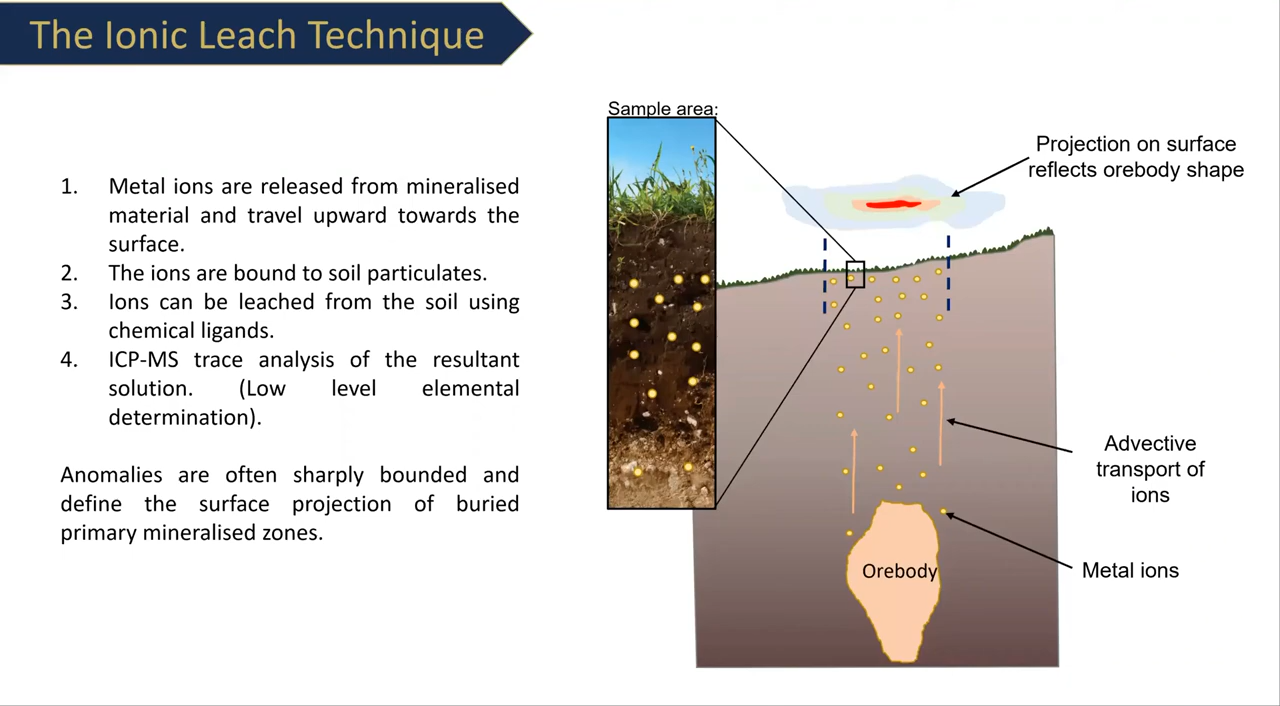 The Ionic Leach Technique
1. Metal ions are released from mineralised
material and travel upward towards the
surface.
2. The ions are bound to soil particulates.
3. Ions can be leached from the soil using
chemical ligands.
4. ICP-MS trace analysis of the resultant
solution. (Low level elemental
determination).
Anomalies are often sharply bounded and
define the surface projection of buried
primary mineralised zones.
Sample area:
Projection on surface
reflects orebody shape
Advective
transport of
ions
Orebody
Metal ions